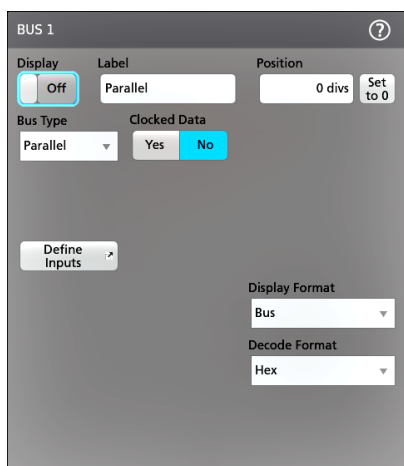 BUS 1 ?
Display Label Position
Off Parallel 0 divs Set
to 0
Bus Type Clocked Data
Parallel Yes No
Define
Inputs
Display Format
Bus
Decode Format
Hex